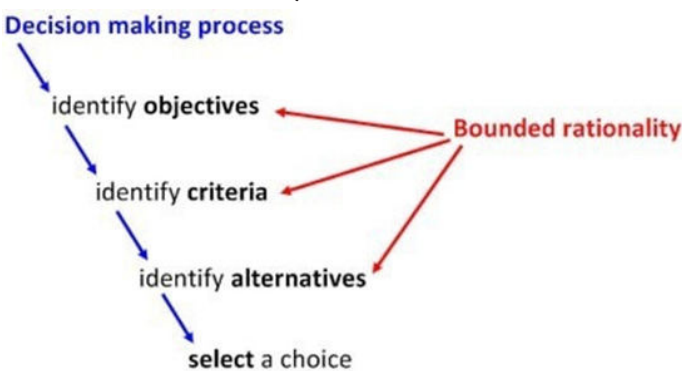 Decision making process
identify objectives
Bounded rationality
identify criteria
identify alternatives
select a choice